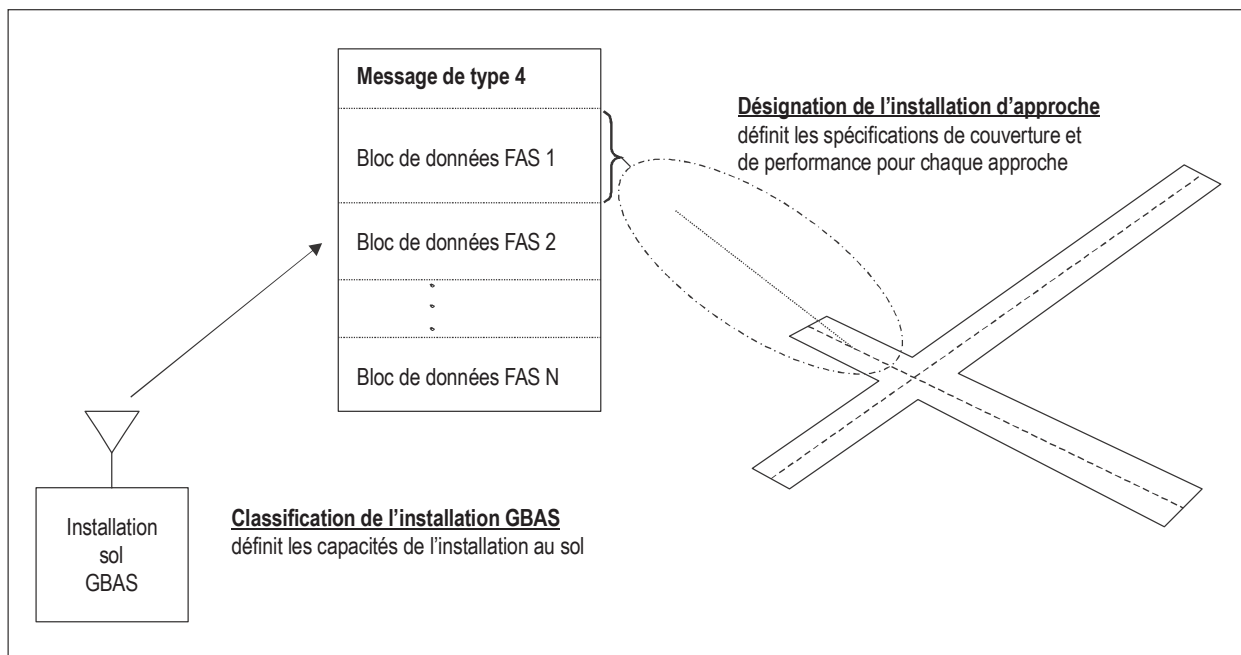 Message de type 4
Bloc de données FAS 1
Bloc de données FAS 2
Bloc de données FAS N
Désignation de l’installation d’approche
définit les spécifications de couverture et
de performance pour chaque approche
Installation
sol
GBAS
Classification de l’installation GBAS
définit les capacités de l’installation au sol